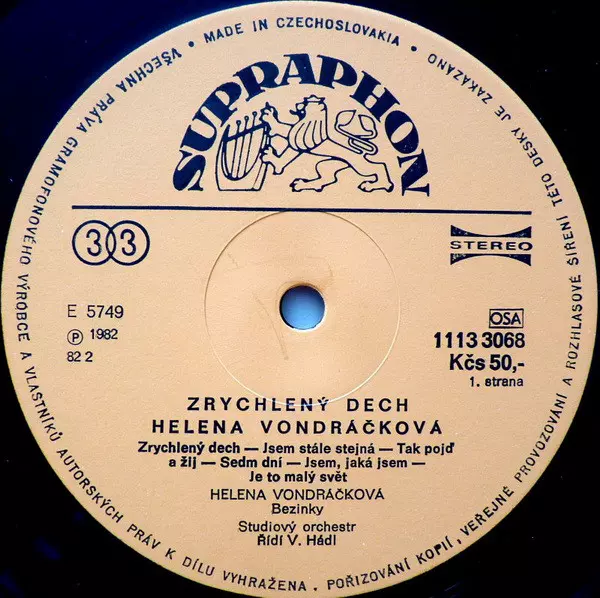 VŠECHNA PRÁVA GRAMOFONOVÉHO VÝROBCE A VLASTNÍKŮ AUTORSKÝCH PRÁV K DÍLU VYHRAŽENA . POŘIZOVÁNÍ KOPIÍ, VEŘEJNÉ PROVOZOVÁNÍ A ROZHLASOVÉ ŠÍŘENÍ TÉTO DESKY JE ZAKÁZÁNO
• MADE IN CZECHOSLOVAKIA •
SUPRAPHON
33
STEREO
E 5749
℗ 1982
82 2
OSA
1113 3068
Kčs 50,-
1. strana
ZRYCHLENÝ DECH
HELENA VONDRÁČKOVÁ
Zrychlený dech — Jsem stále stejná — Tak pojď
a žij — Sedm dní — Jsem, jaká jsem —
Je to malý svět
HELENA VONDRÁČKOVÁ
Bezinky
Studiový orchestr
Řídí V. Hádl